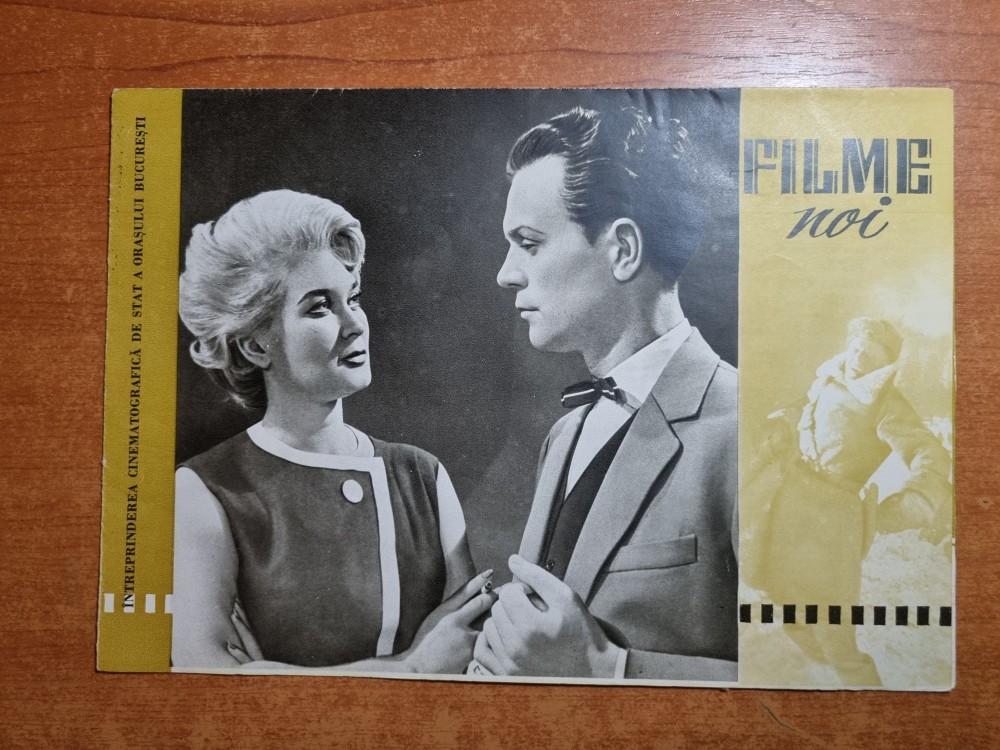 ÎNTREPRINDEREA CINEMATOGRAFICĂ DE STAT A ORAȘULUI BUCUREȘTI
FILME
noi